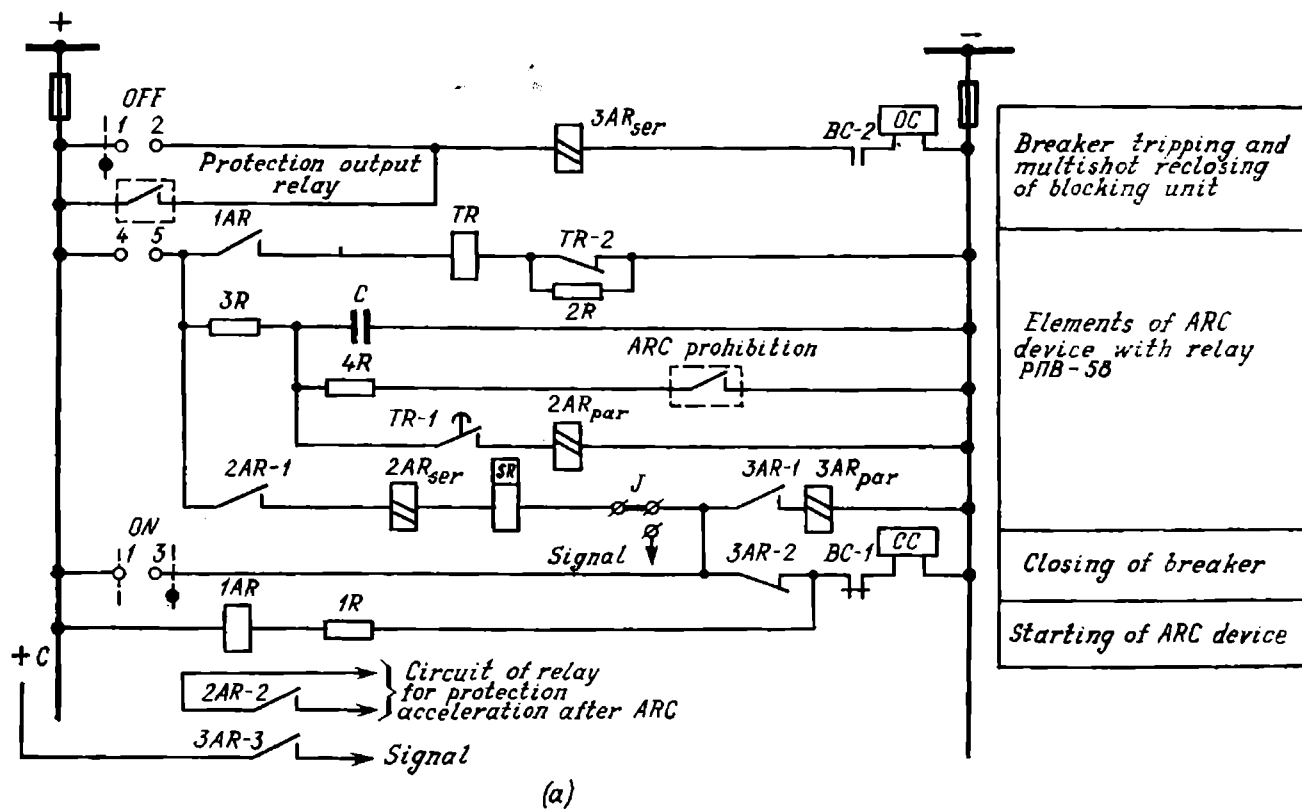 +
−
OFF
1 2
3AR ser
BC-2
OC
Breaker tripping and
multishot reclosing
of blocking unit
Protection output
relay
4 5
1AR
TR
TR-2
2R
3R
C
4R
ARC prohibition
Elements of ARC
device with relay
РПВ-58
TR-1
2AR par
2AR-1
2AR ser
SR
J
3AR-1
3AR par
ON
1 3
Signal
3AR-2
BC-1
CC
Closing of breaker
1AR
1R
Starting of ARC device
+C
2AR-2
Circuit of relay
for protection
acceleration after ARC
3AR-3
Signal
(a)